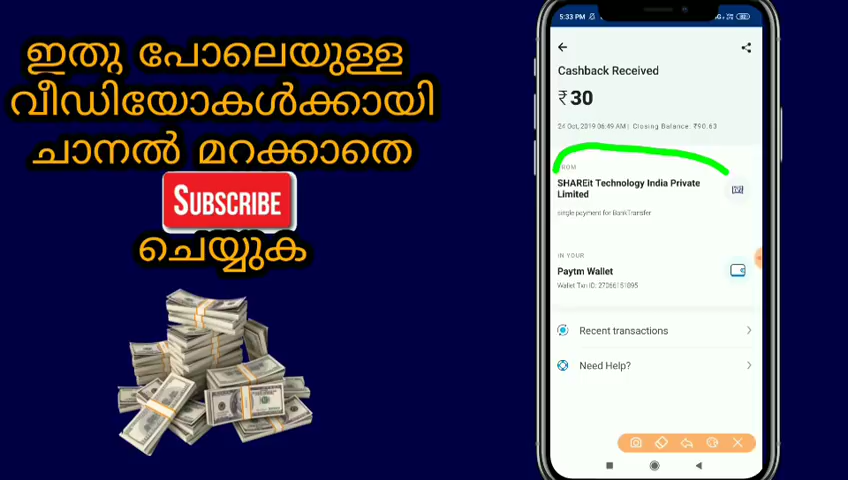 ഇതു പോലെയുള്ള
വീഡിയോകൾക്കായി
ചാനൽ മറക്കാതെ
SUBSCRIBE
ചെയ്യുക
5:33 PM
Cashback Received
₹30
24 Oct, 2019 06:49 AM | Closing Balance: ₹90.63
SHAREit Technology India Private
Limited
single payment for BankTransfer
IN YOUR
Paytm Wallet
Wallet Txn ID: 27066151095
Recent transactions
Need Help?